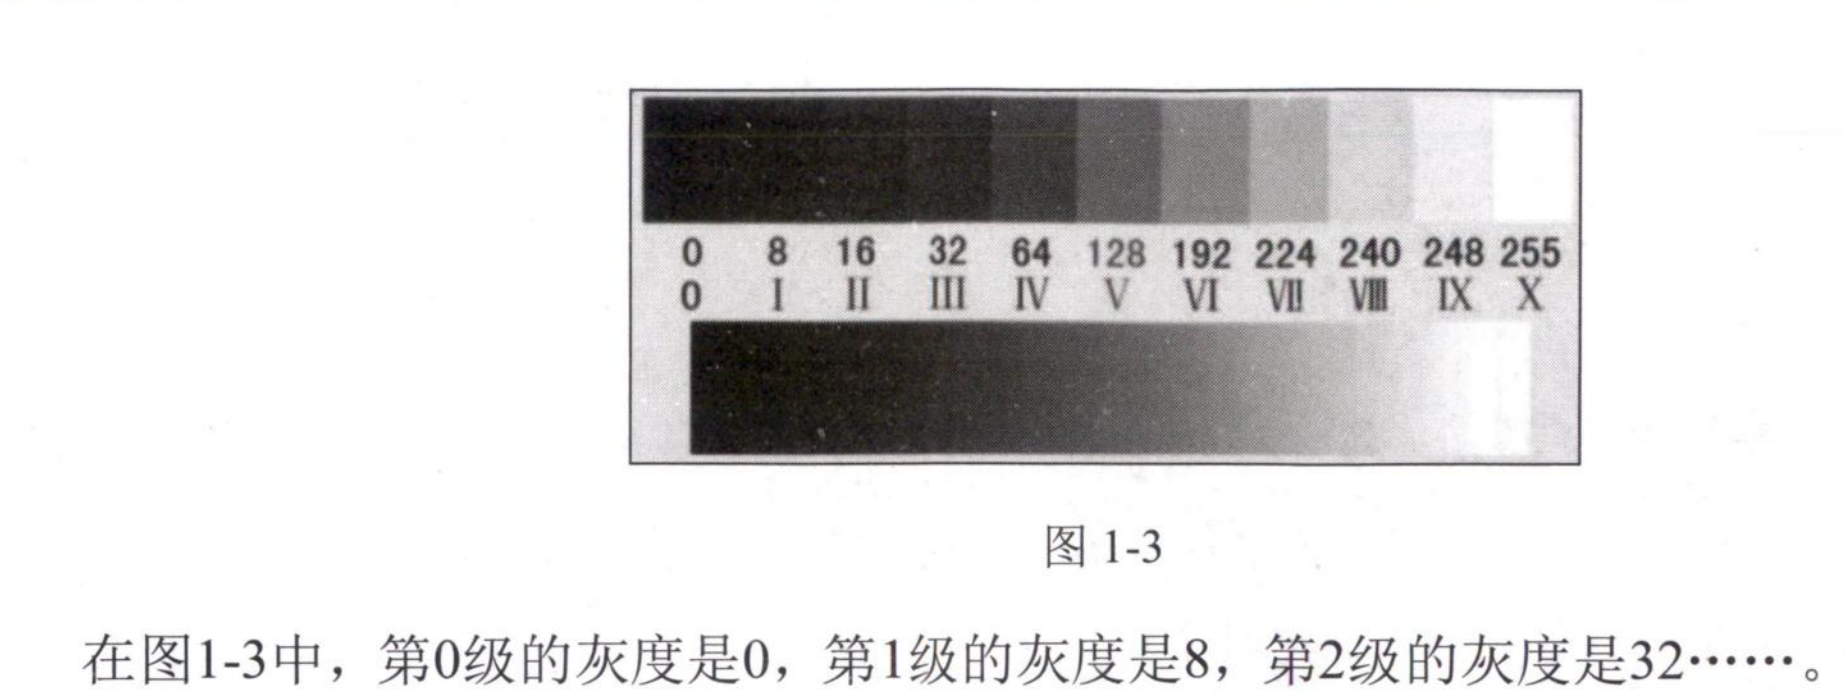 0 8 16 32 64 128 192 224 240 248 255
0 I II III IV V VI VII VIII IX X
图 1-3
在图1-3中，第0级的灰度是0，第1级的灰度是8，第2级的灰度是32……。